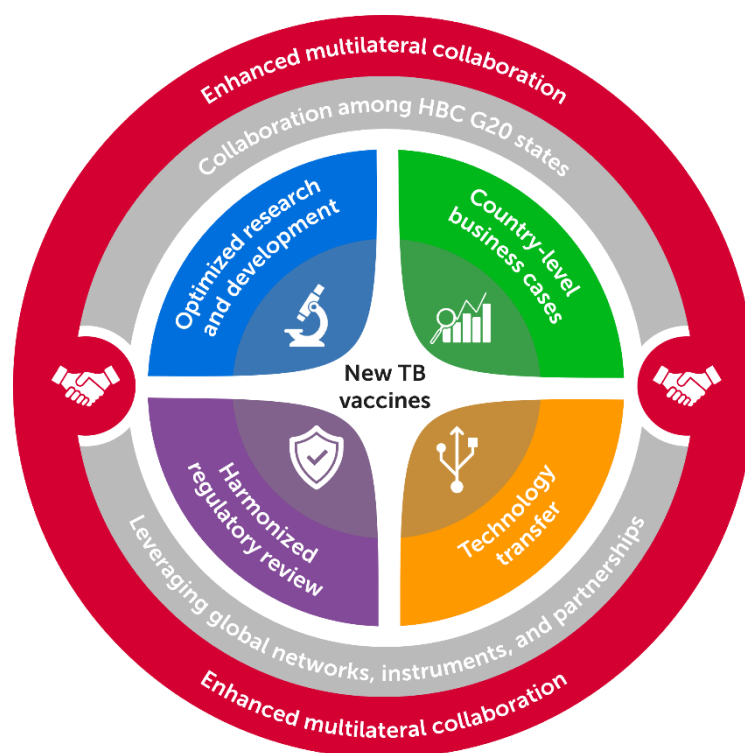 Enhanced multilateral collaboration
Collaboration among HBC G20 states
Optimized research
and development
Country-level
business cases
New TB
vaccines
Harmonized
regulatory review
Technology
transfer
Leveraging global networks, instruments, and partnerships
Enhanced multilateral collaboration